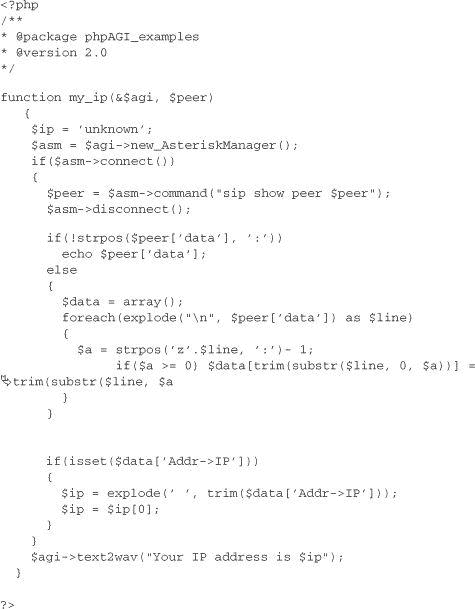 <?php
/**
* @package phpAGI_examples
* @version 2.0
*/
function my_ip(&$agi, $peer)
{
$ip = ’unknown’;
$asm = $agi->new_AsteriskManager();
if($asm->connect())
{
$peer = $asm->command("sip show peer $peer");
$asm->disconnect();
if(!strpos($peer[’data’], ’:’))
echo $peer[’data’];
else
{
$data = array();
foreach(explode("\n", $peer[’data’]) as $line)
{
$a = strpos(’z’.$line, ’:’)- 1;
if($a >= 0) $data[trim(substr($line, 0, $a))] =
trim(substr($line, $a
}
}
if(isset($data[’Addr->IP’]))
{
$ip = explode(’ ’, trim($data[’Addr->IP’]));
$ip = $ip[0];
}
}
$agi->text2wav("Your IP address is $ip");
}
?>